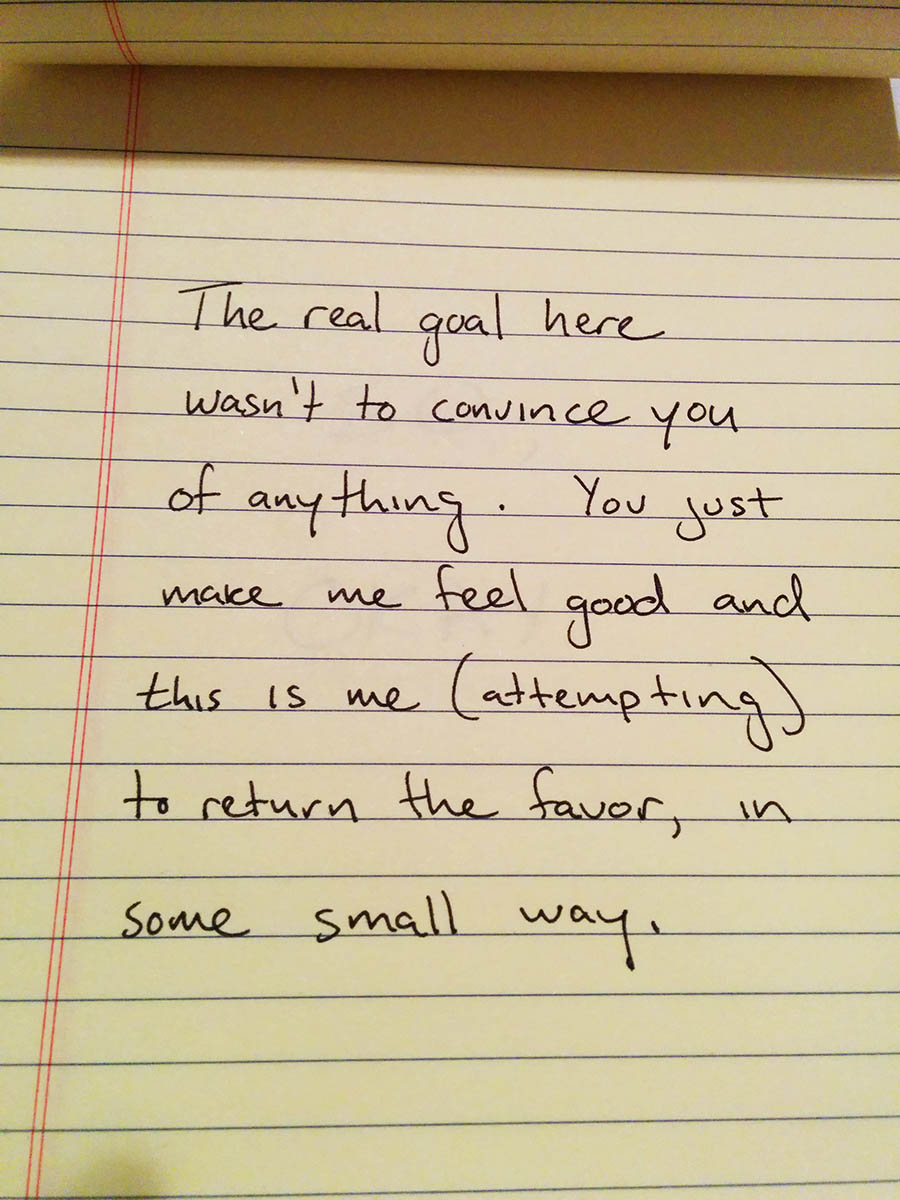 The real goal here
wasn't to convince you
of anything. You just
make me feel good and
this is me (attempting)
to return the favor, in
some small way.